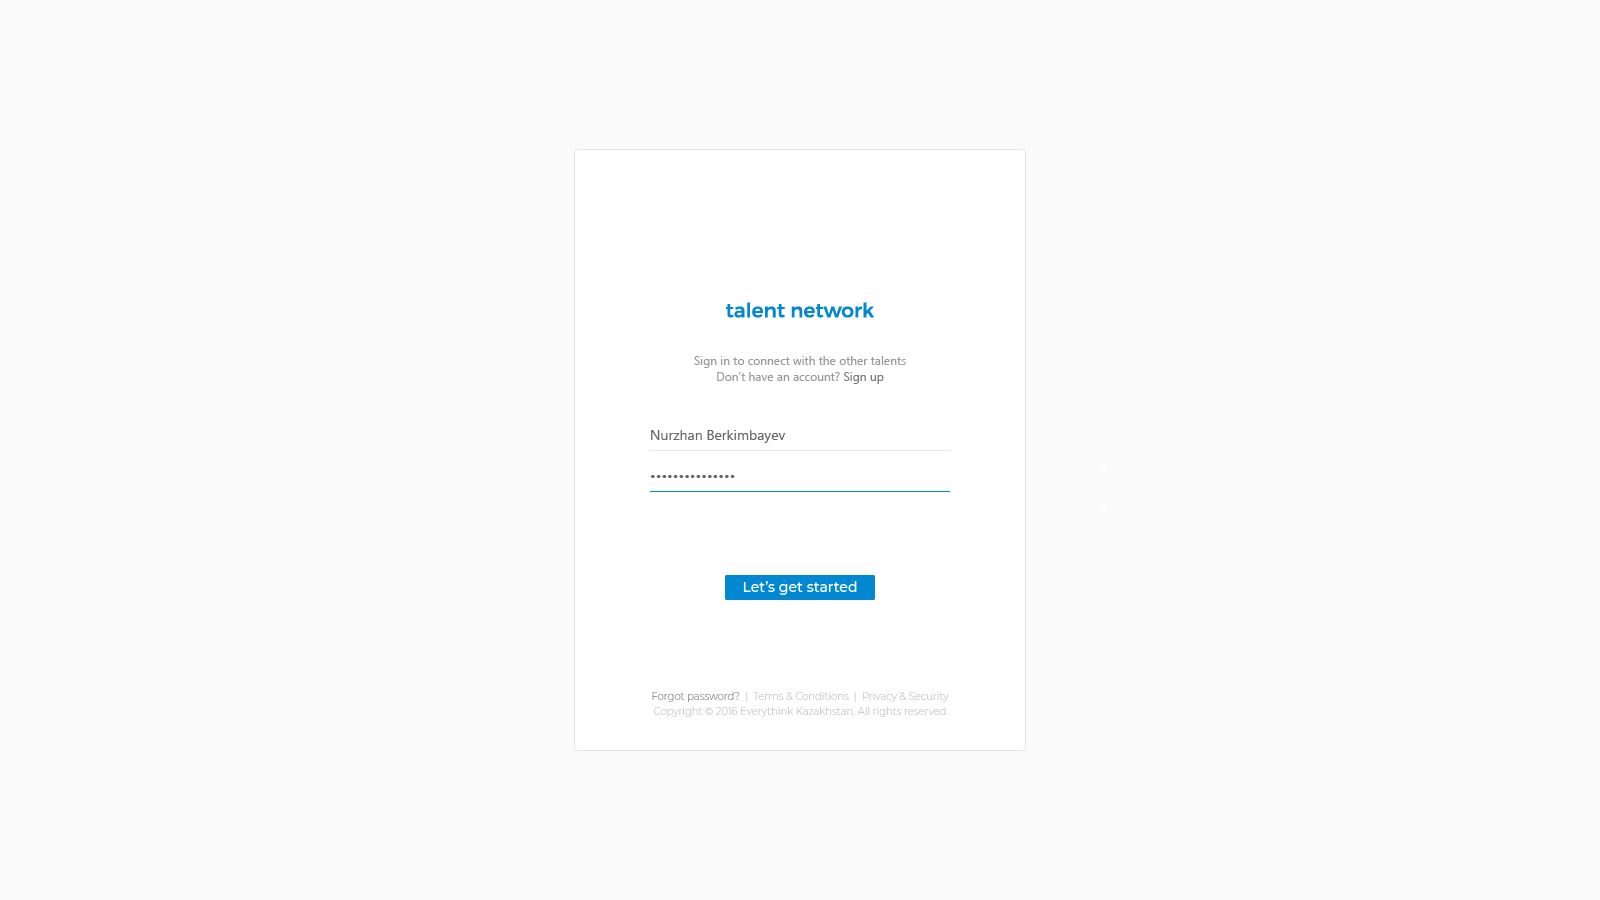 talent network
Sign in to connect with the other talents
Don't have an account? Sign up
Nurzhan Berkimbayev
•••••••••••••••
Let's get started
Forgot password? | Terms & Conditions | Privacy & Security
Copyright © 2016 Everythink Kazakhstan. All rights reserved